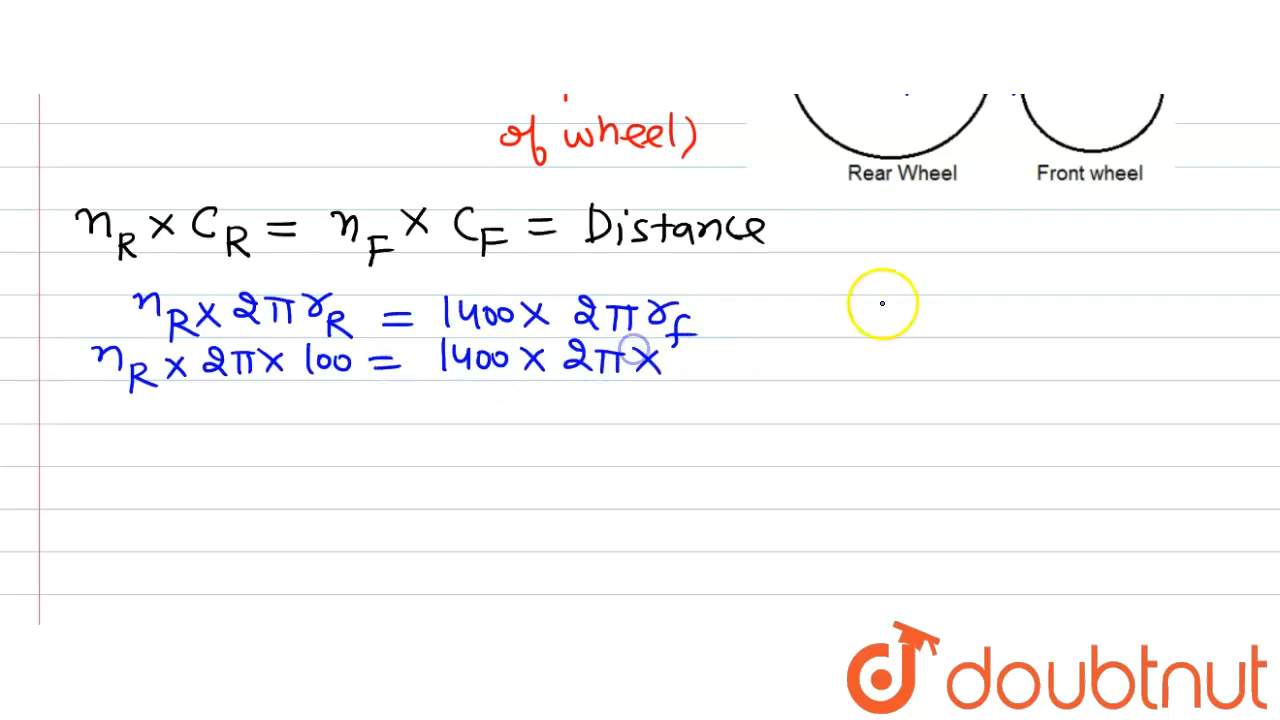 of wheel)
Rear Wheel Front wheel
n_R × C_R = n_F × C_F = Distance
n_R × 2π r_R = 1400 × 2π r_f
n_R × 2π × 100 = 1400 × 2π ×
doubtnut